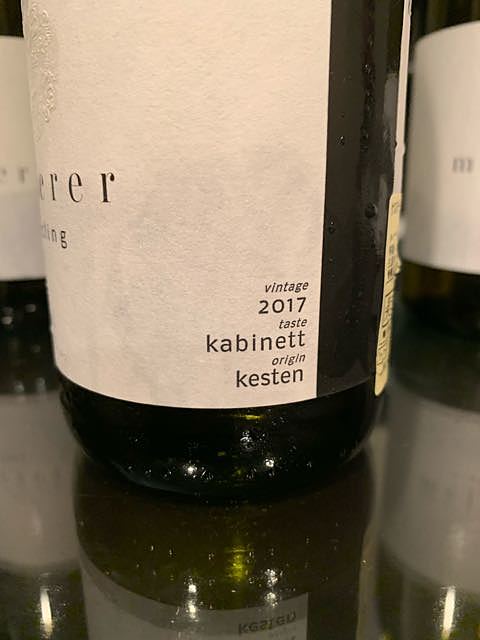 erer
vintage
2017
taste
kabinett
origin
kesten